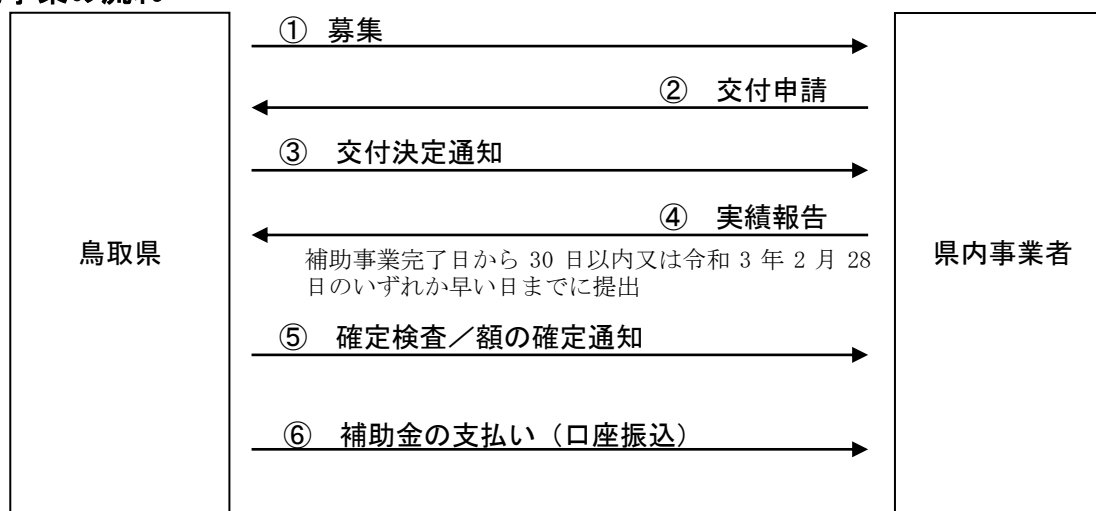 ① 募集
② 交付申請
③ 交付決定通知
④ 実績報告
鳥取県
県内事業者
補助事業完了日から 30 日以内又は令和 3 年 2 月 28
日のいずれか早い日までに提出
⑤ 確定検査／額の確定通知
⑥ 補助金の支払い（口座振込）